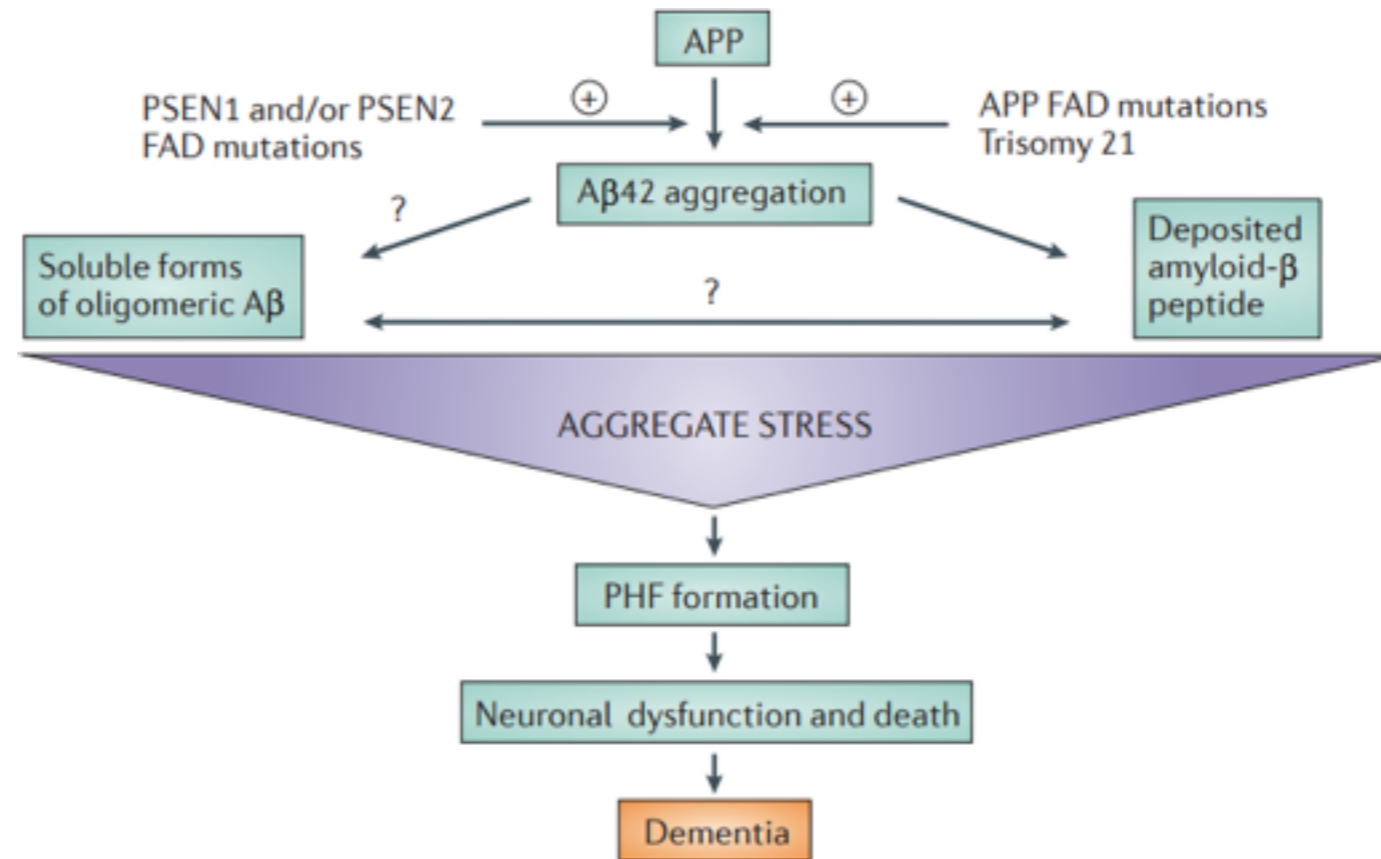 APP
+
+
PSEN1 and/or PSEN2
FAD mutations
APP FAD mutations
Trisomy 21
Aβ42 aggregation
?
Soluble forms
of oligomeric Aβ
?
Deposited
amyloid-β
peptide
AGGREGATE STRESS
PHF formation
Neuronal dysfunction and death
Dementia